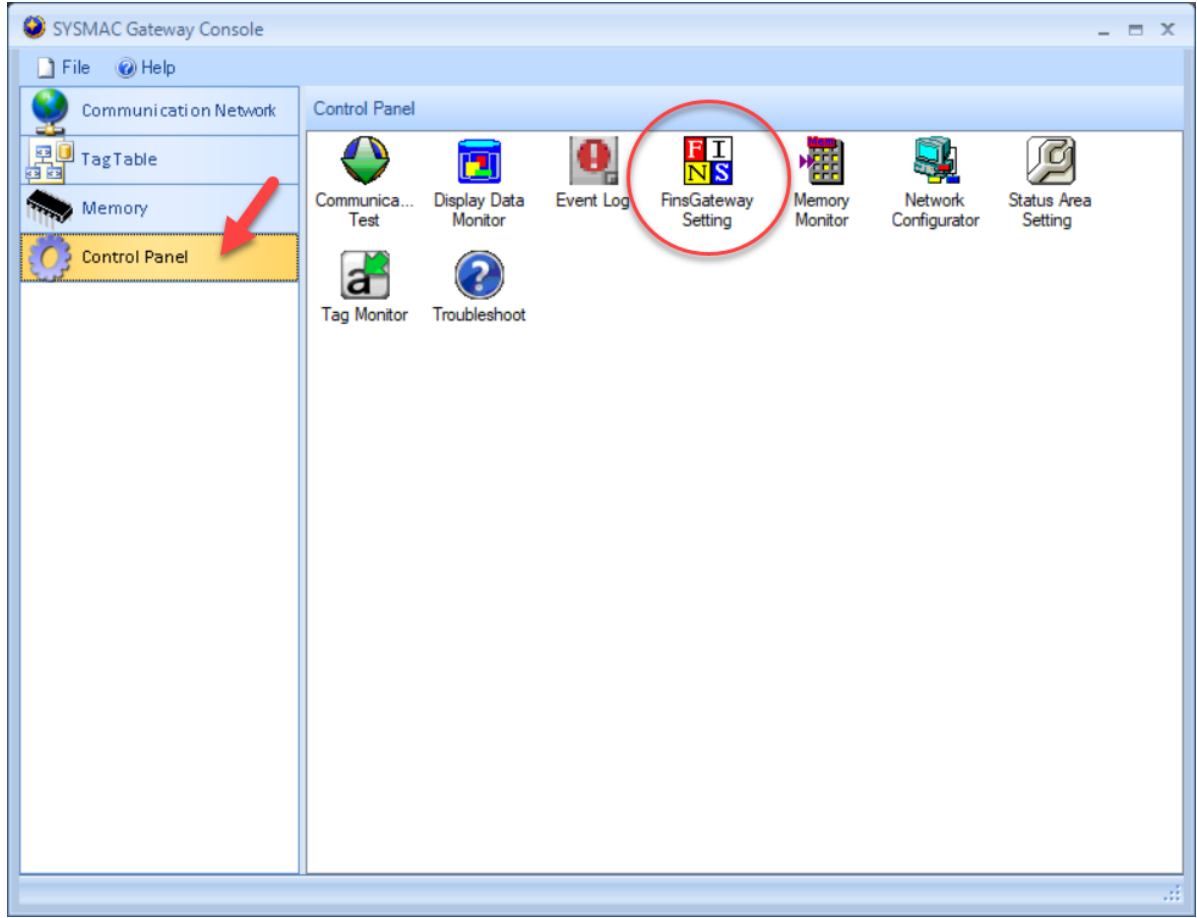 SYSMAC Gateway Console
File Help
Communication Network
TagTable
Memory
Control Panel
Control Panel
Communica... Test
Display Data Monitor
Event Log
F I N S
FinsGateway Setting
Mem
Memory Monitor
Network Configurator
Status Area Setting
a
Tag Monitor
Troubleshoot